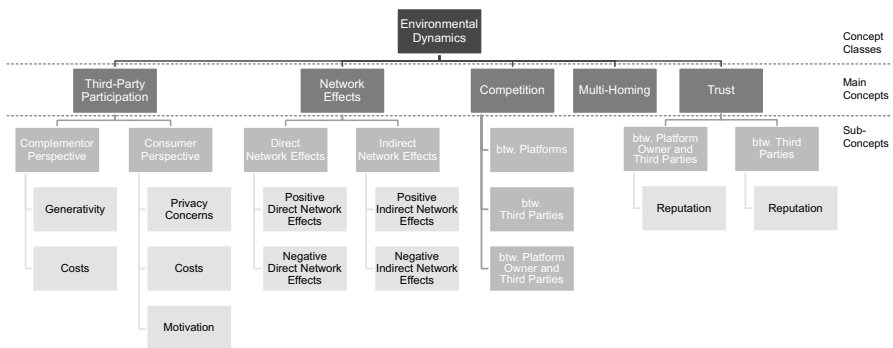 Environmental
Dynamics
Concept
Classes
Third-Party
Participation
Network
Effects
Competition
Multi-Homing
Trust
Main
Concepts
Sub-
Concepts
Complementor
Perspective
Consumer
Perspective
Direct
Network Effects
Indirect
Network Effects
btw. Platforms
btw. Platform
Owner and
Third Parties
btw. Third
Parties
Generativity
Privacy
Concerns
Positive
Direct Network
Effects
Positive
Indirect Network
Effects
btw.
Third Parties
Reputation
Reputation
Costs
Costs
Negative
Direct Network
Effects
Negative
Indirect Network
Effects
btw. Platform
Owner and
Third Parties
Motivation